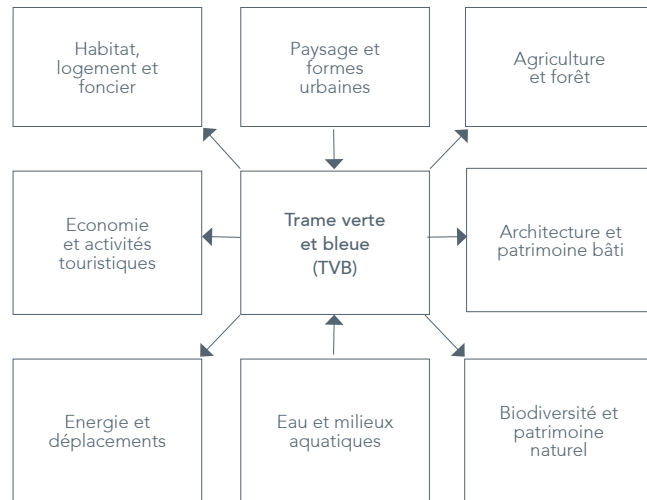 Habitat,
logement et
foncier
Paysage et
formes
urbaines
Agriculture
et forêt
Economie
et activités
touristiques
Trame verte
et bleue
(TVB)
Architecture et
patrimoine bâti
Energie et
déplacements
Eau et milieux
aquatiques
Biodiversité et
patrimoine
naturel